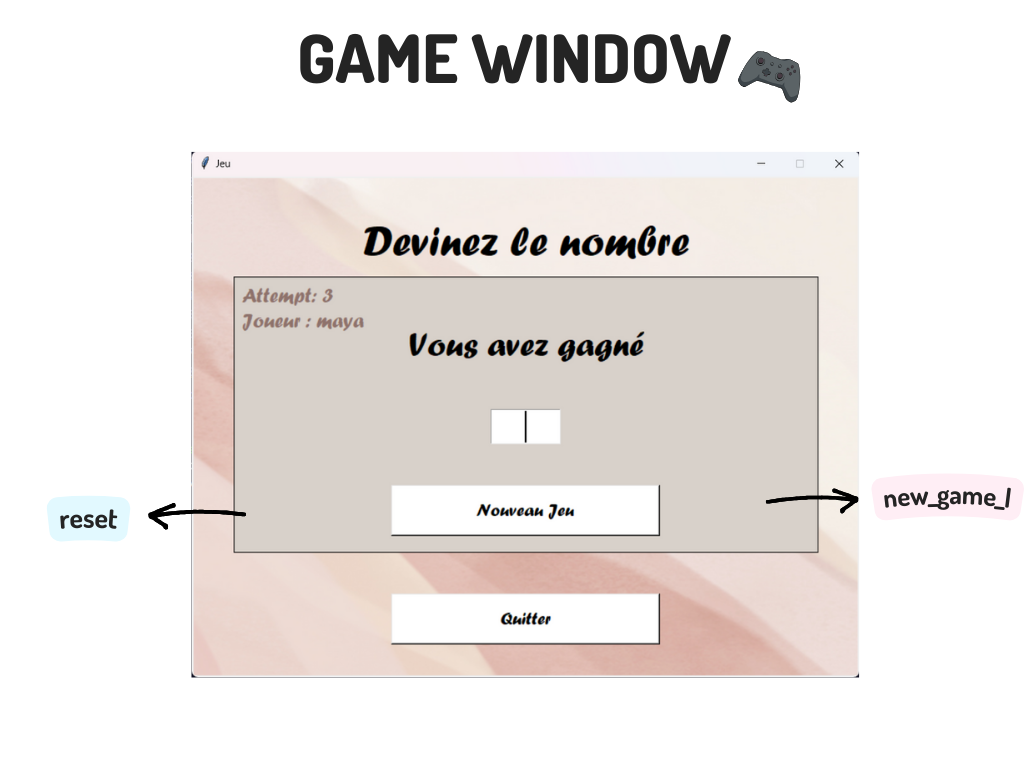 GAME WINDOW
Jeu
Devinez le nombre
Attempt: 3
Joueur : maya
Vous avez gagné
Nouveau Jeu
reset
new_game_l
Quitter